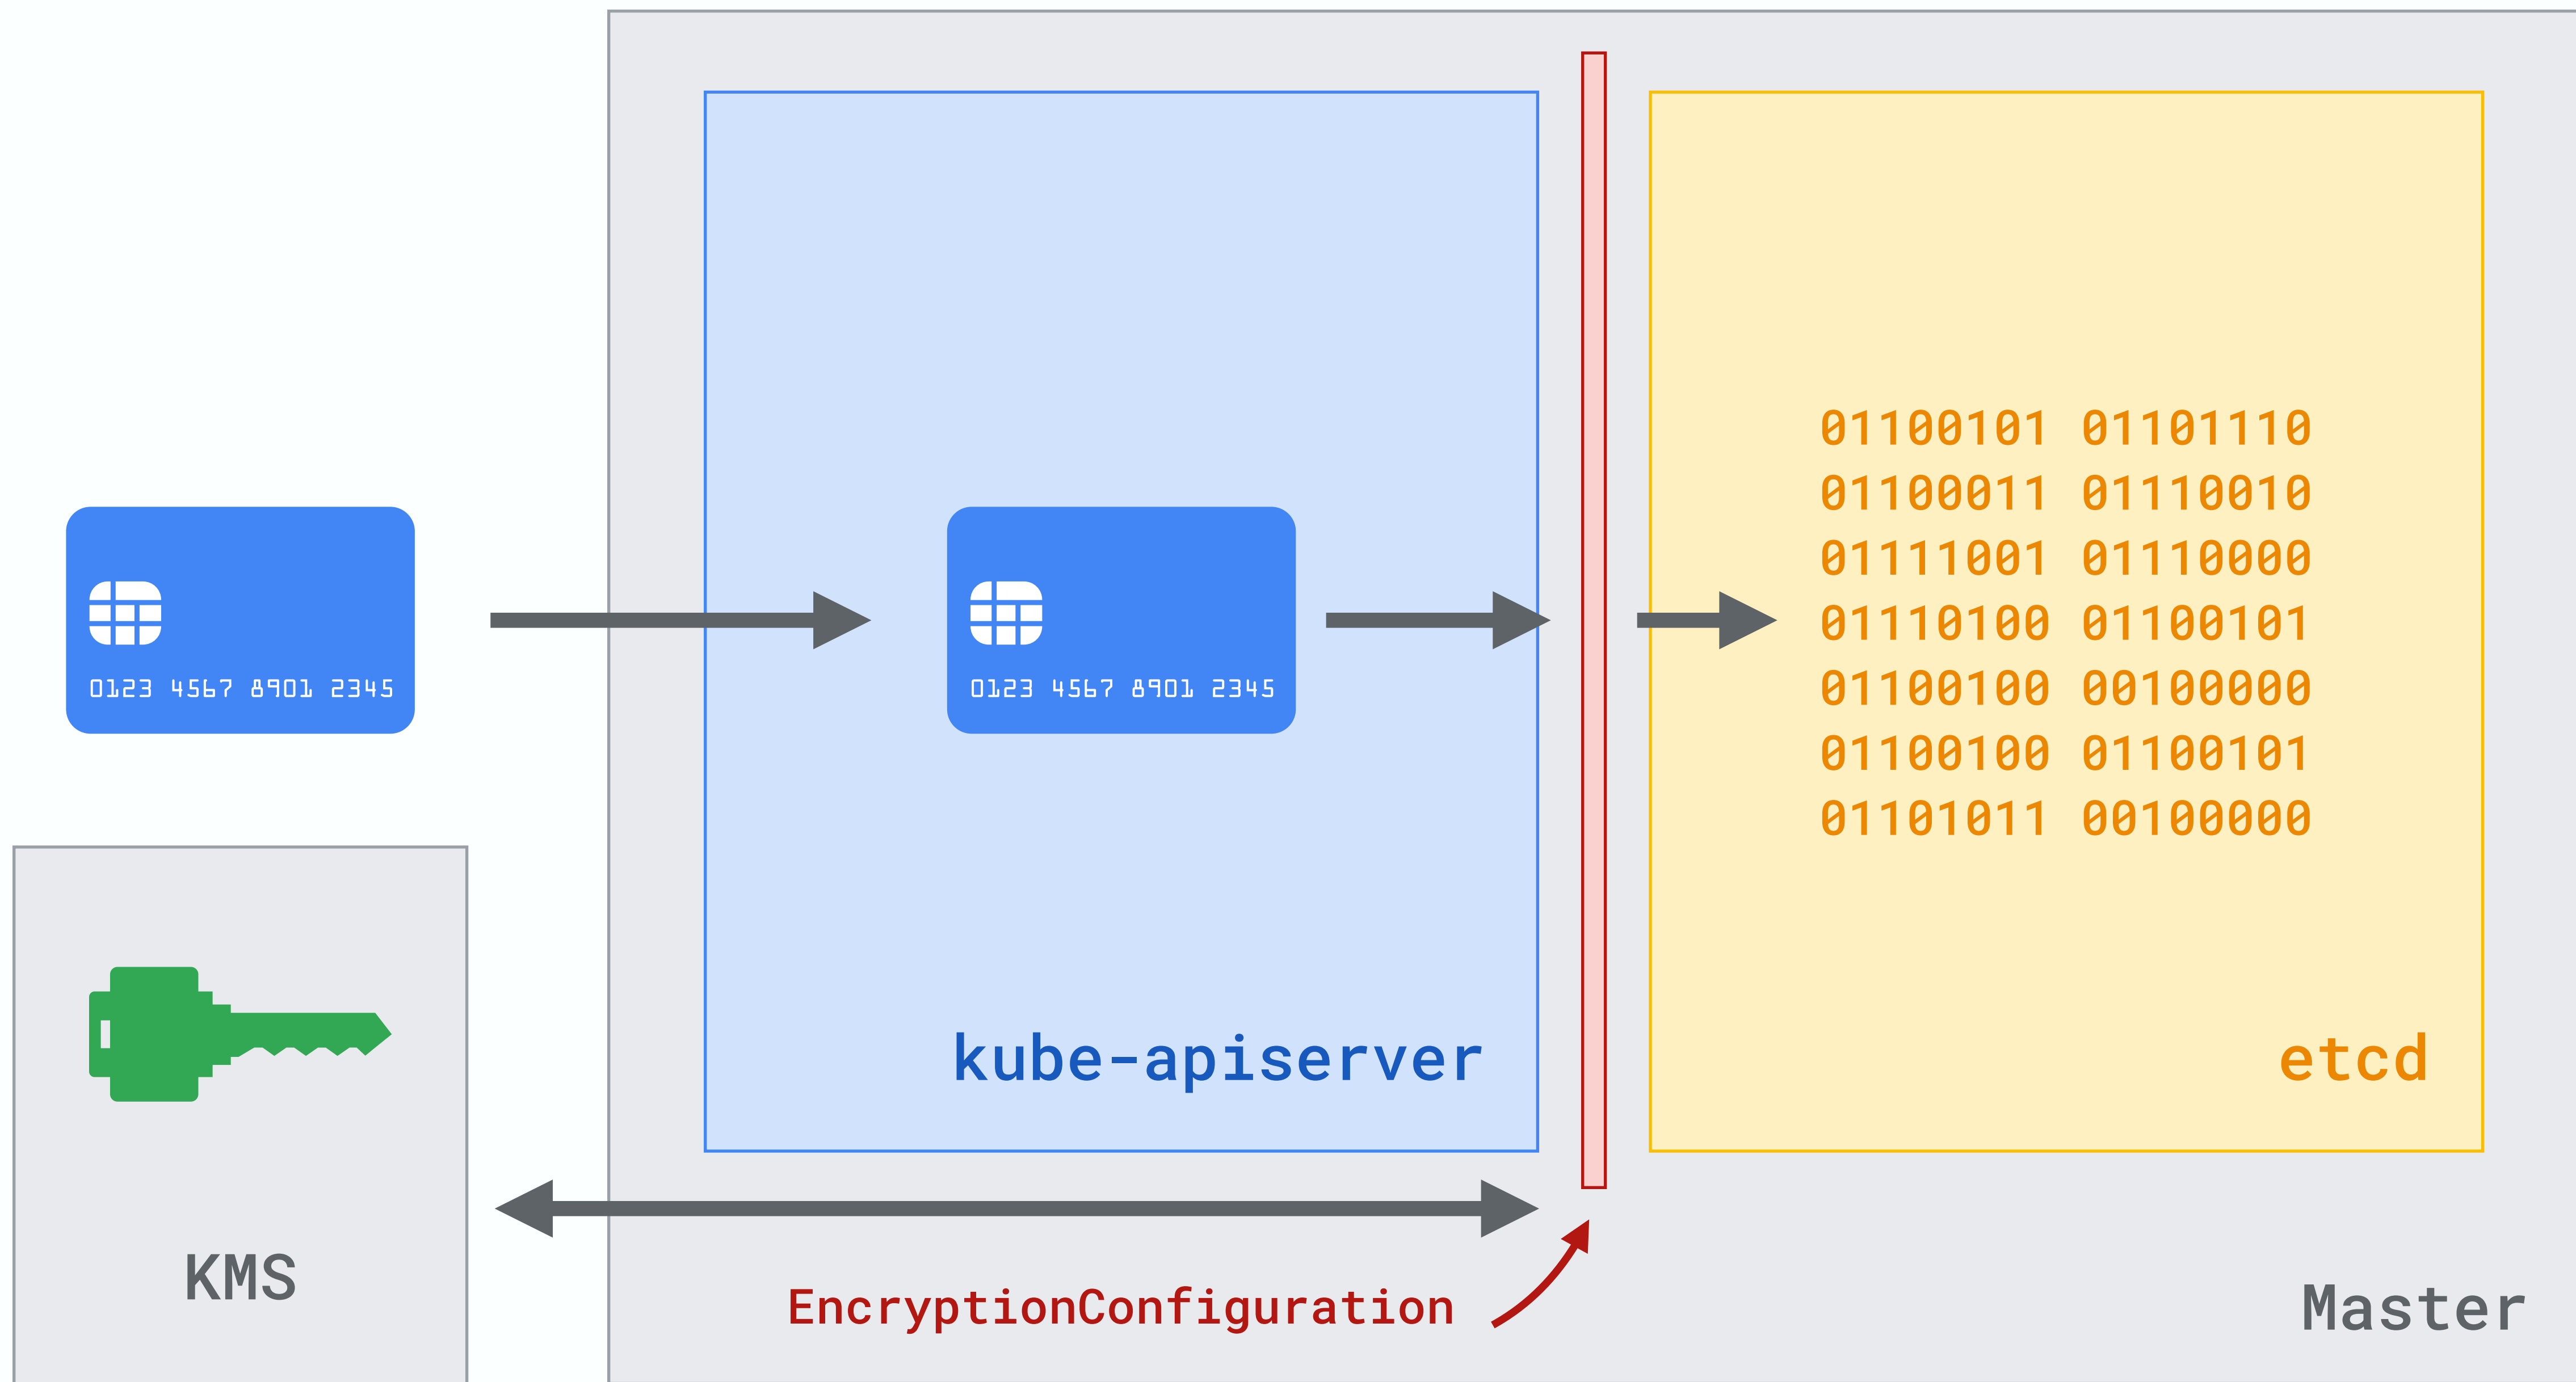 01100101 01101110
01100011 01110010
01111001 01110000
01110100 01100101
01100100 00100000
01100100 01100101
01101011 00100000
0123 4567 8901 2345
0123 4567 8901 2345
kube-apiserver
etcd
KMS
EncryptionConfiguration
Master